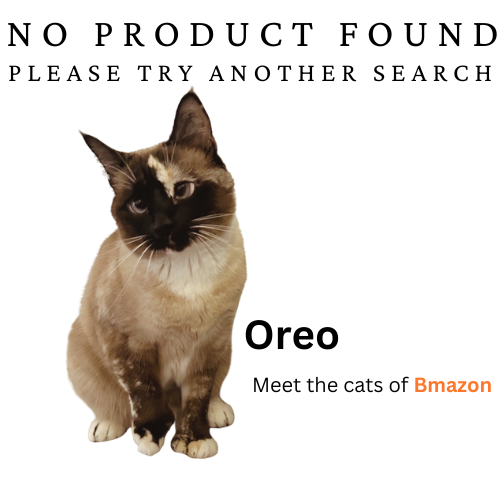 NO PRODUCT FOUND
PLEASE TRY ANOTHER SEARCH
Oreo
Meet the cats of Bmazon